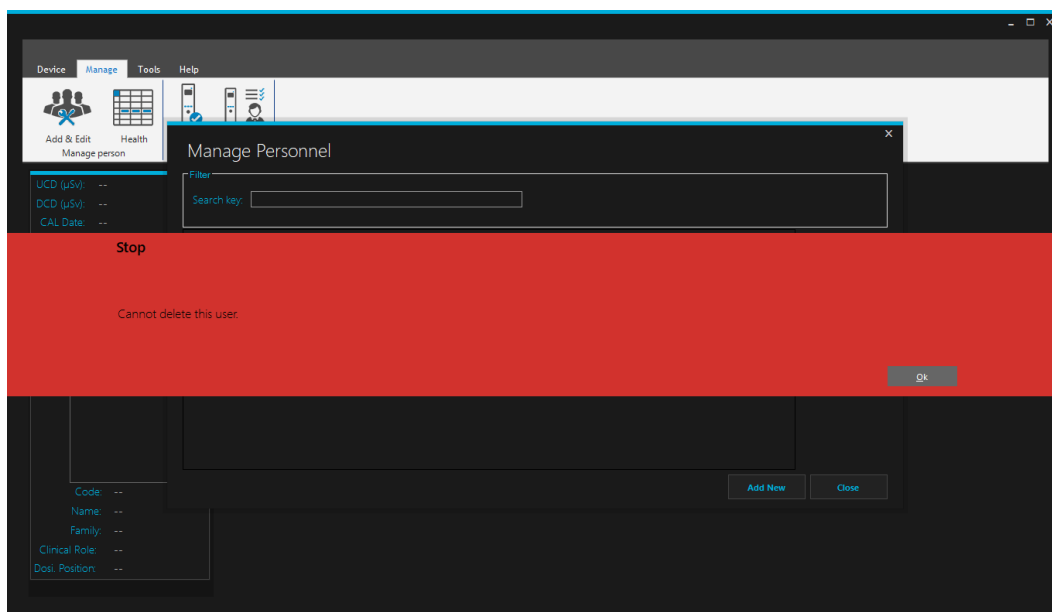 Device Manage Tools Help
Add & Edit Health
Manage person
Manage Personnel
Filter
Search key:
UCD (µSv): --
DCD (µSv): --
CAL Date: --
Stop
Cannot delete this user.
Ok
Add New Close
Code: --
Name: --
Family: --
Clinical Role: --
Dosi. Position: --